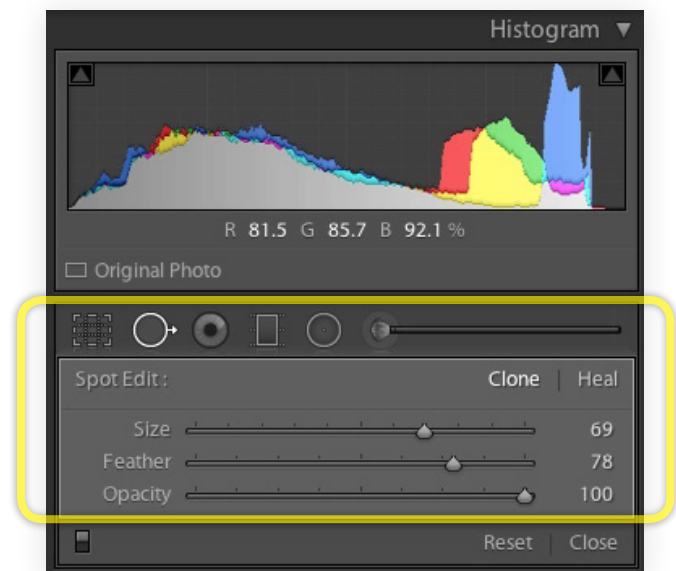 Histogram
R 81.5 G 85.7 B 92.1 %
Original Photo
Spot Edit : Clone | Heal
Size 69
Feather 78
Opacity 100
Reset | Close